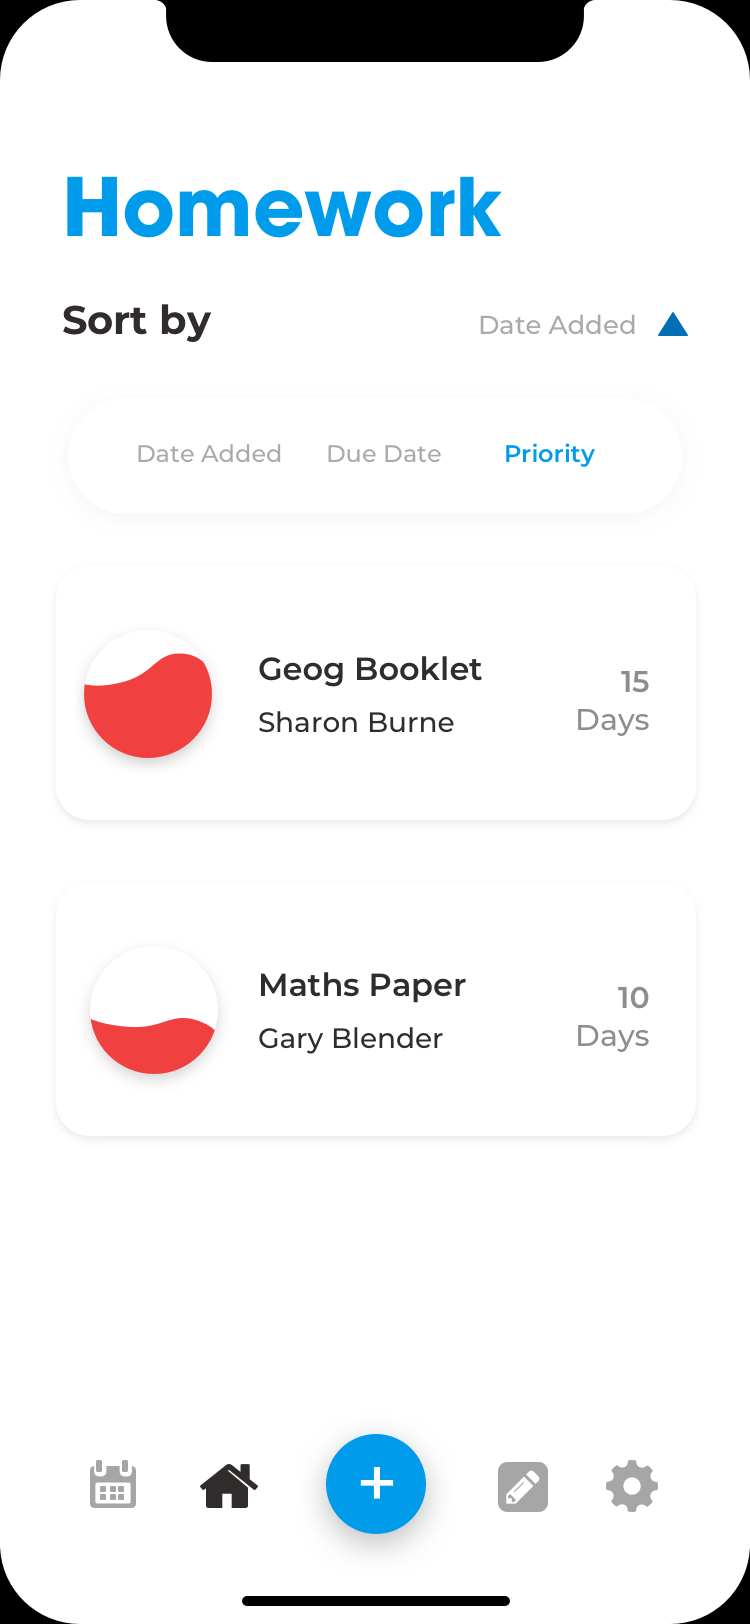 Homework
Sort by
Date Added
Date Added
Due Date
Priority
Geog Booklet
Sharon Burne
15
Days
Maths Paper
Gary Blender
10
Days
+